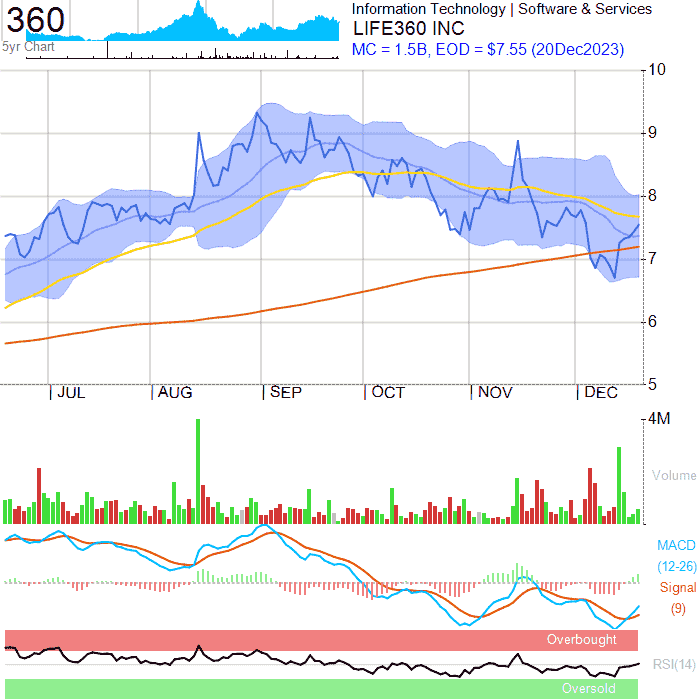 360
5yr Chart
Information Technology | Software & Services
LIFE360 INC
MC = 1.5B, EOD = $7.55 (20Dec2023)
10
9
8
7
6
5
JUL AUG SEP OCT NOV DEC
4M
Volume
MACD
(12-26)
Signal
(9)
Overbought
RSI(14)
Oversold